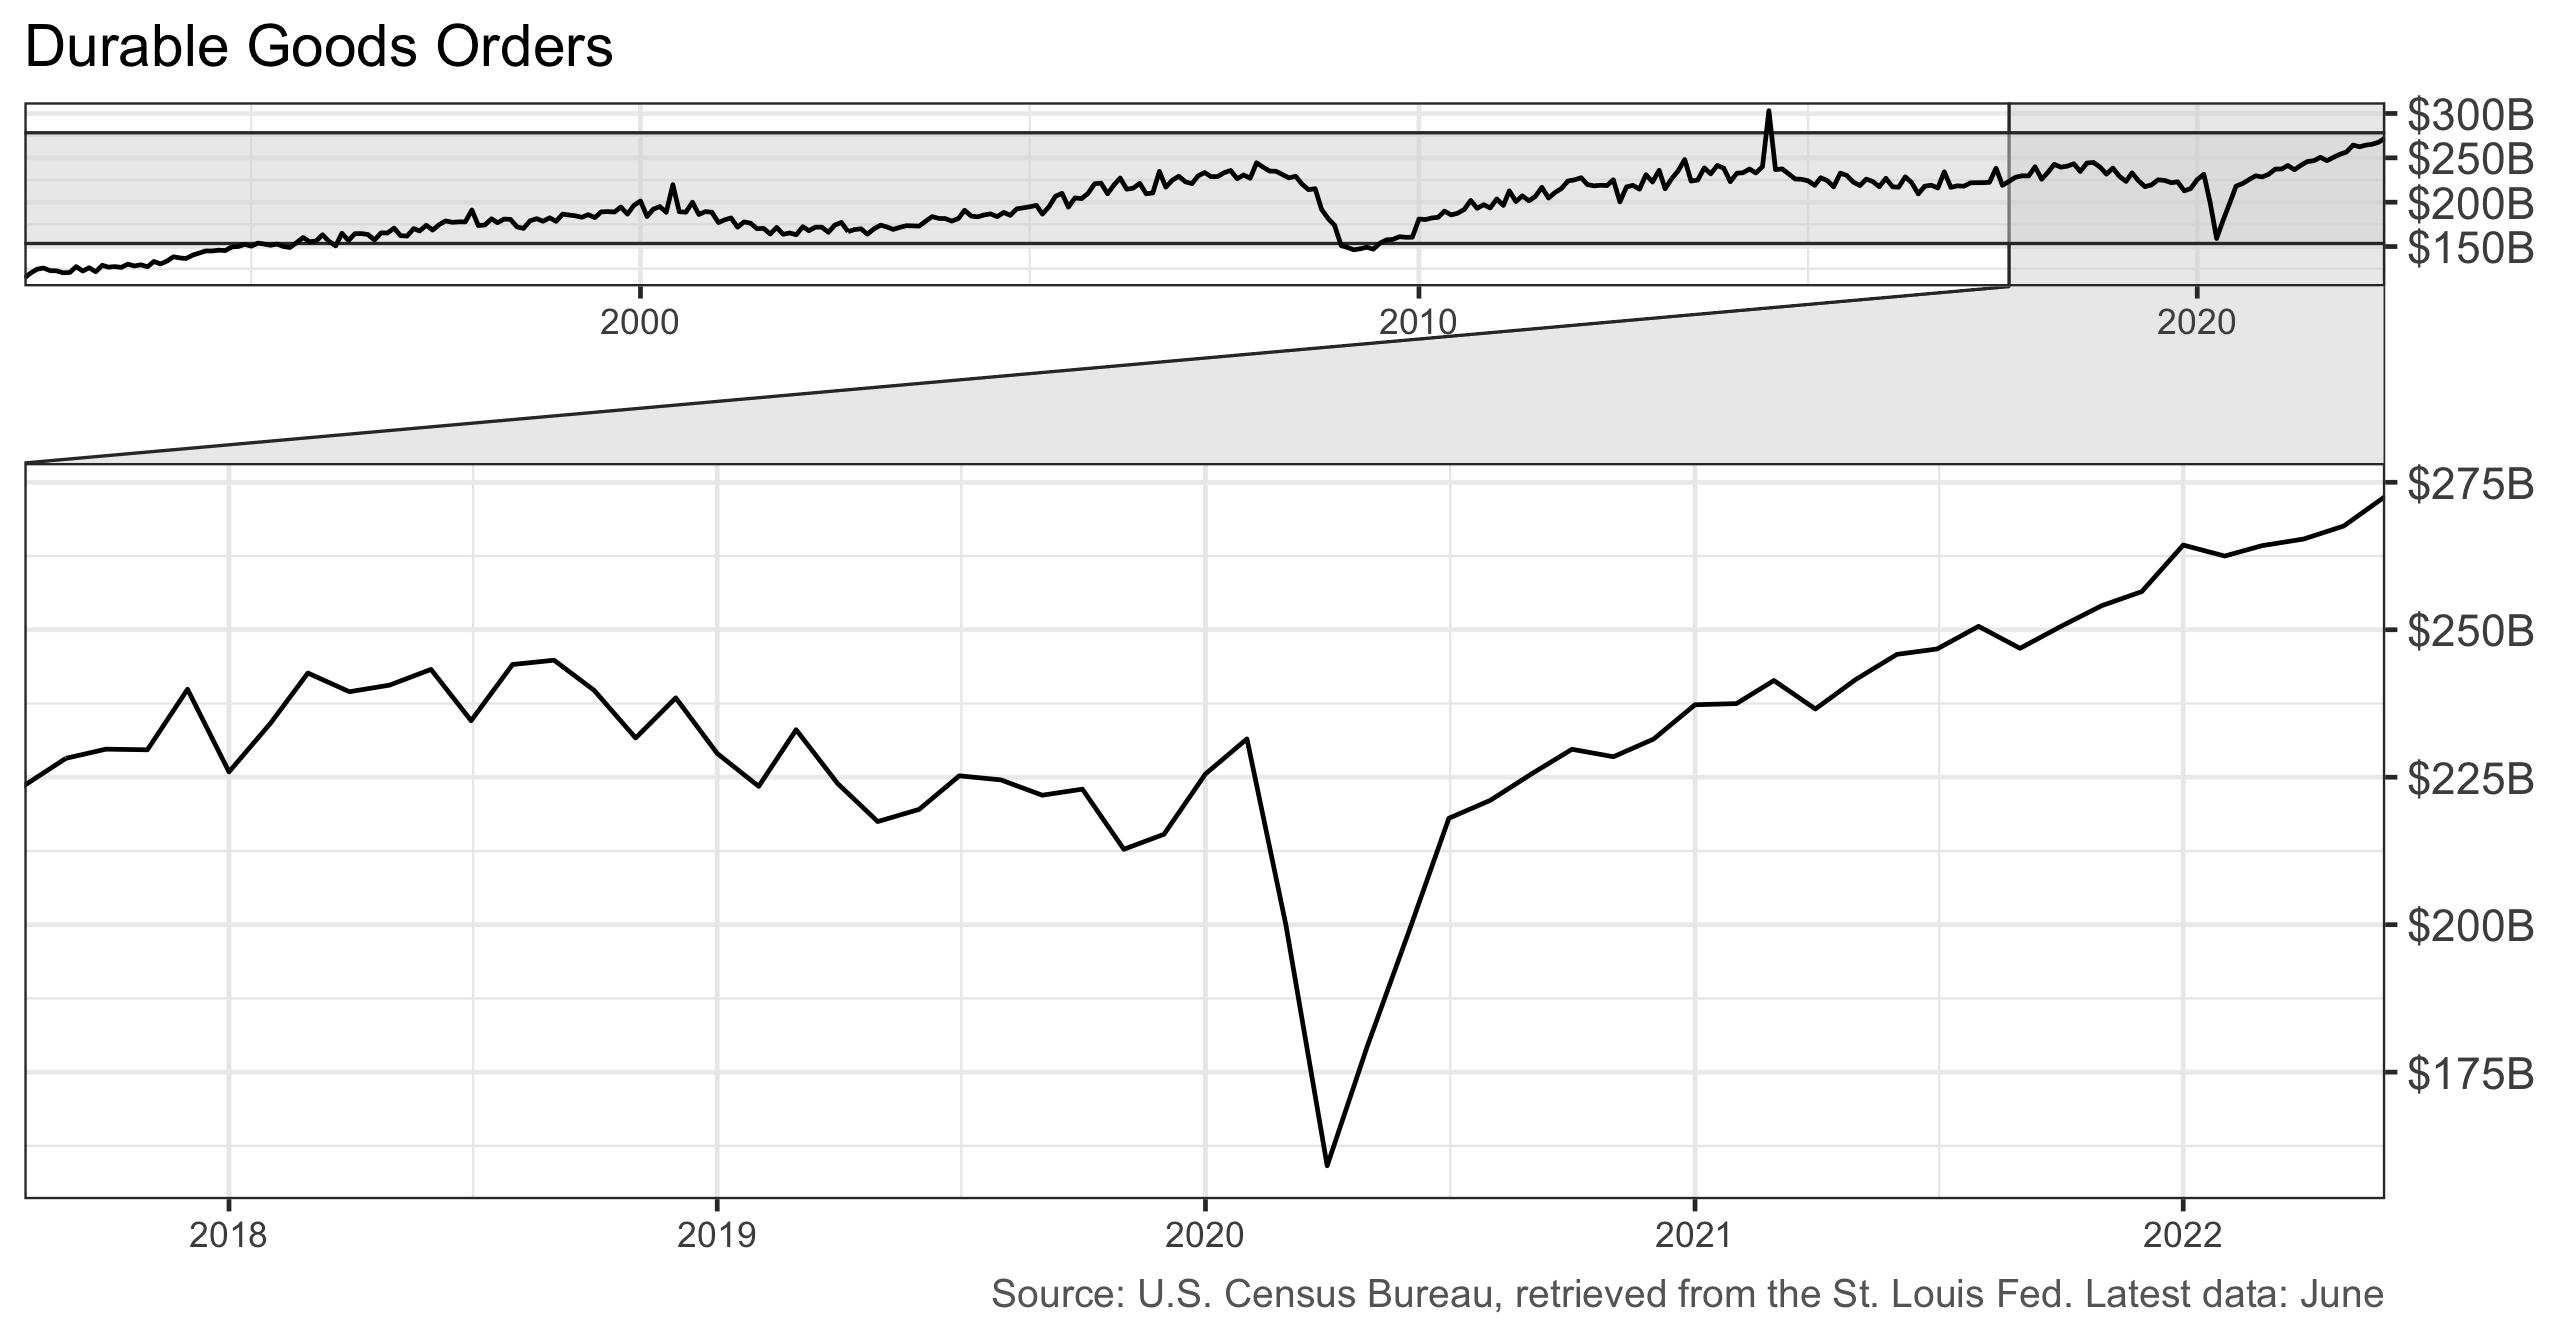 Durable Goods Orders
$300B
$250B
$200B
$150B
2000 2010 2020
$275B
$250B
$225B
$200B
$175B
2018 2019 2020 2021 2022
Source: U.S. Census Bureau, retrieved from the St. Louis Fed. Latest data: June